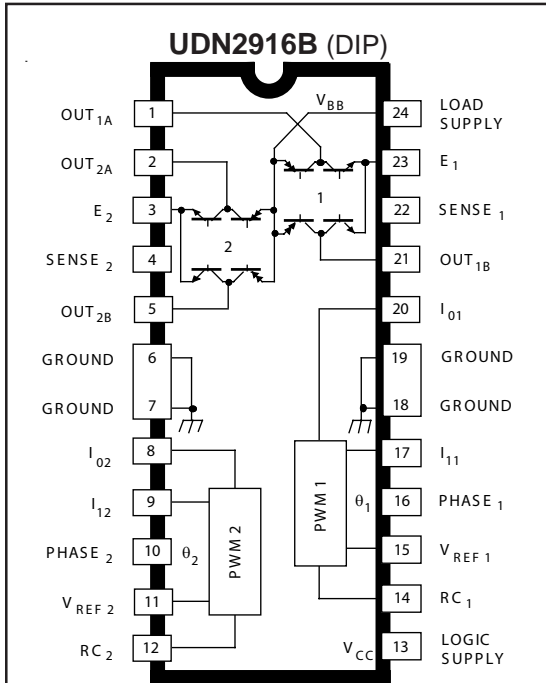 UDN2916B (DIP)
OUT1A 1
OUT2A 2
E2 3
SENSE2 4
OUT2B 5
GROUND 6
GROUND 7
I02 8
I12 9
PHASE2 10
VREF2 11
RC2 12
VBB
1
2
θ2
PWM 2
PWM 1
θ1
VCC
24 LOAD SUPPLY
23 E1
22 SENSE1
21 OUT1B
20 I01
19 GROUND
18 GROUND
17 I11
16 PHASE1
15 VREF1
14 RC1
13 LOGIC SUPPLY